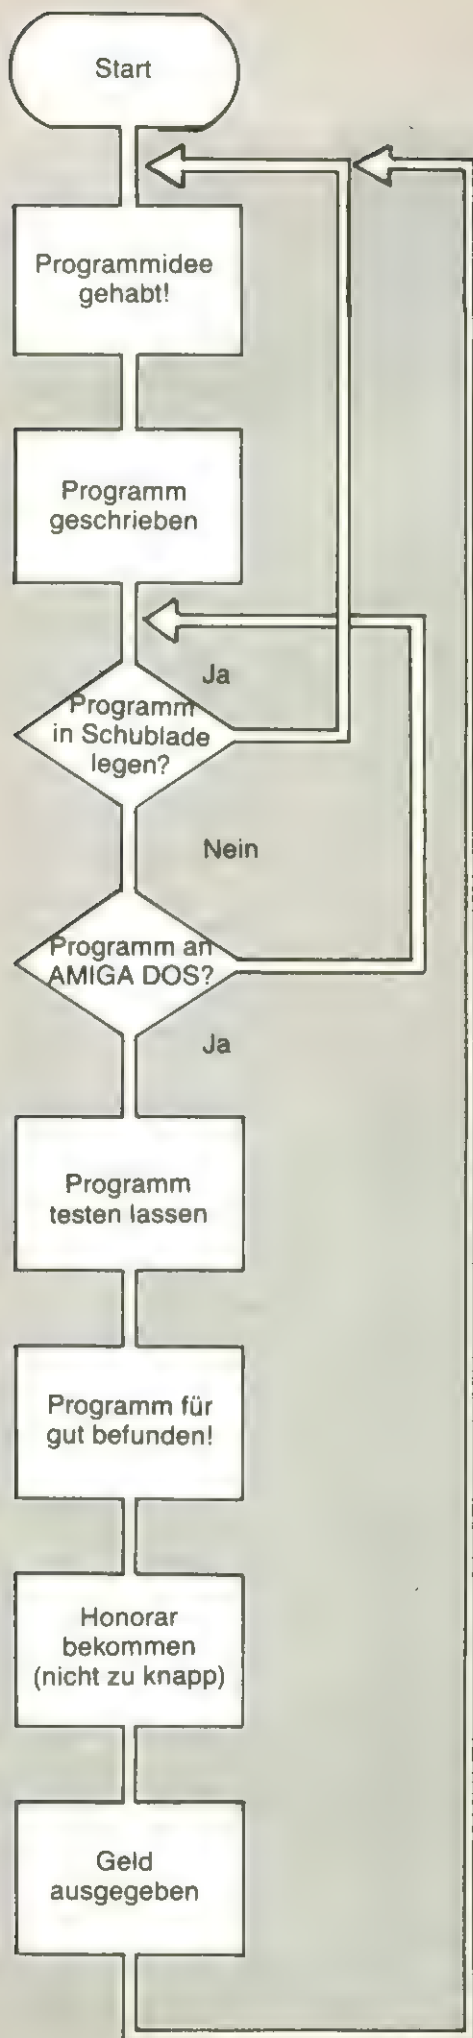 Start
Programmidee
gehabt!
Programm
geschrieben
Ja
Programm
in Schublade
legen?
Nein
Programm an
AMIGA DOS?
Ja
Programm
testen lassen
Programm für
gut befunden!
Honorar
bekommen
(nicht zu knapp)
Geld
ausgegeben